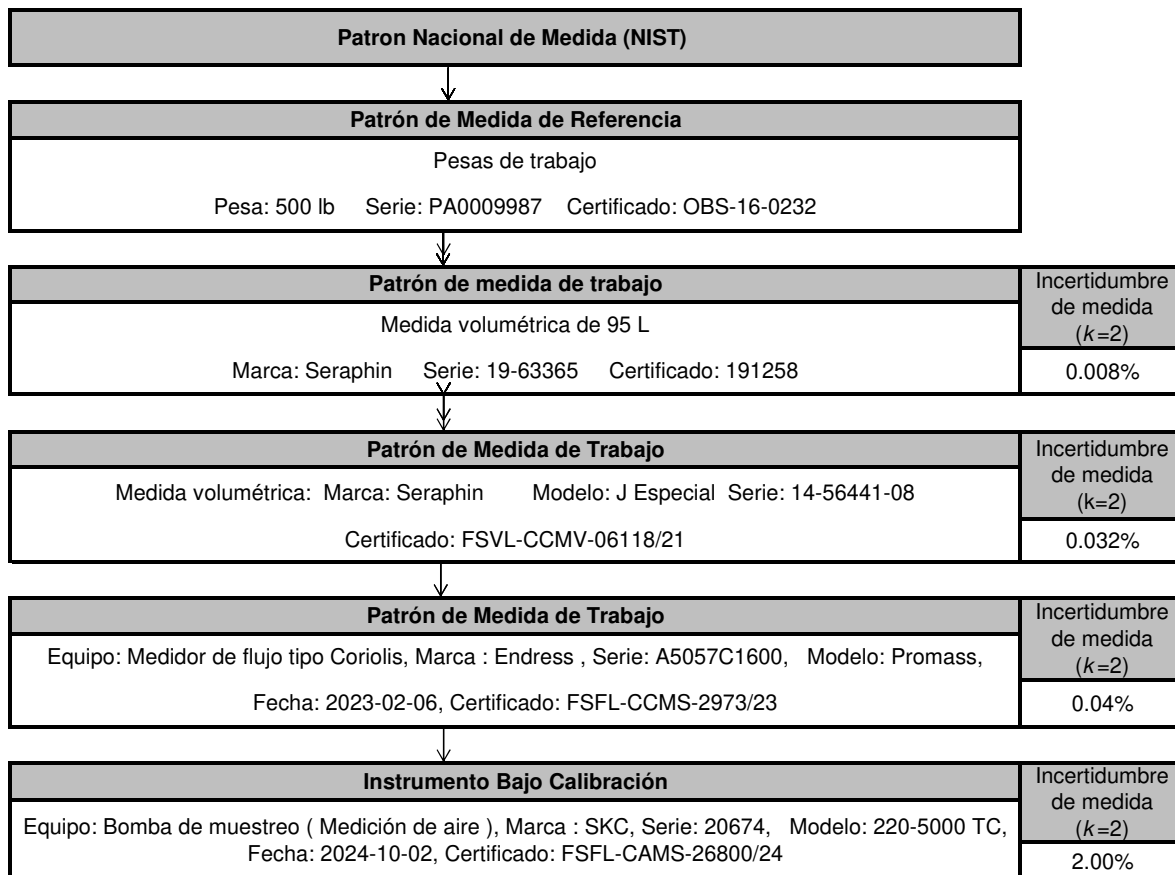 Patron Nacional de Medida (NIST)
Patrón de Medida de Referencia
Pesas de trabajo
Pesa: 500 lb Serie: PA0009987 Certificado: OBS-16-0232
Patrón de medida de trabajo
Medida volumétrica de 95 L
Marca: Seraphin Serie: 19-63365 Certificado: 191258
Incertidumbre
de medida
(k=2)
0.008%
Patrón de Medida de Trabajo
Medida volumétrica: Marca: Seraphin Modelo: J Especial Serie: 14-56441-08
Certificado: FSVL-CCMV-06118/21
Incertidumbre
de medida
(k=2)
0.032%
Patrón de Medida de Trabajo
Equipo: Medidor de flujo tipo Coriolis, Marca : Endress , Serie: A5057C1600, Modelo: Promass,
Fecha: 2023-02-06, Certificado: FSFL-CCMS-2973/23
Incertidumbre
de medida
(k=2)
0.04%
Instrumento Bajo Calibración
Equipo: Bomba de muestreo ( Medición de aire ), Marca : SKC, Serie: 20674, Modelo: 220-5000 TC,
Fecha: 2024-10-02, Certificado: FSFL-CAMS-26800/24
Incertidumbre
de medida
(k=2)
2.00%